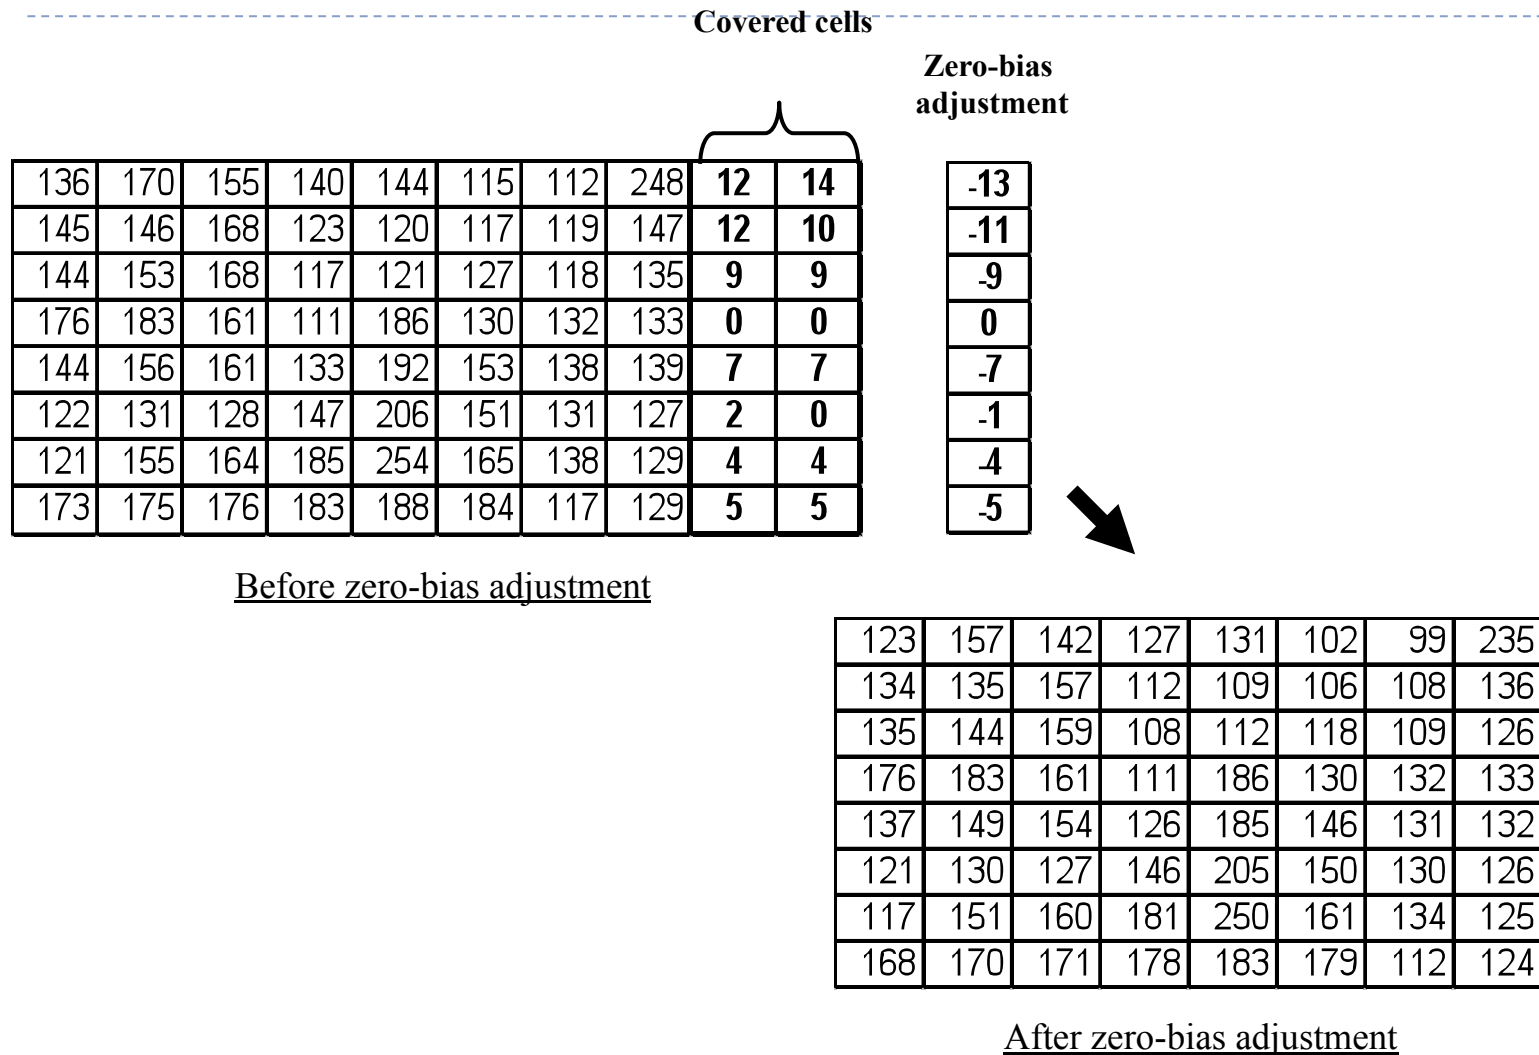 Covered cells
Zero-bias
adjustment
136 170 155 140 144 115 112 248 12 14 -13
145 146 168 123 120 117 119 147 12 10 -11
144 153 168 117 121 127 118 135 9 9 -9
176 183 161 111 186 130 132 133 0 0 0
144 156 161 133 192 153 138 139 7 7 -7
122 131 128 147 206 151 131 127 2 0 -1
121 155 164 185 254 165 138 129 4 4 -4
173 175 176 183 188 184 117 129 5 5 -5
Before zero-bias adjustment
123 157 142 127 131 102 99 235
134 135 157 112 109 106 108 136
135 144 159 108 112 118 109 126
176 183 161 111 186 130 132 133
137 149 154 126 185 146 131 132
121 130 127 146 205 150 130 126
117 151 160 181 250 161 134 125
168 170 171 178 183 179 112 124
After zero-bias adjustment